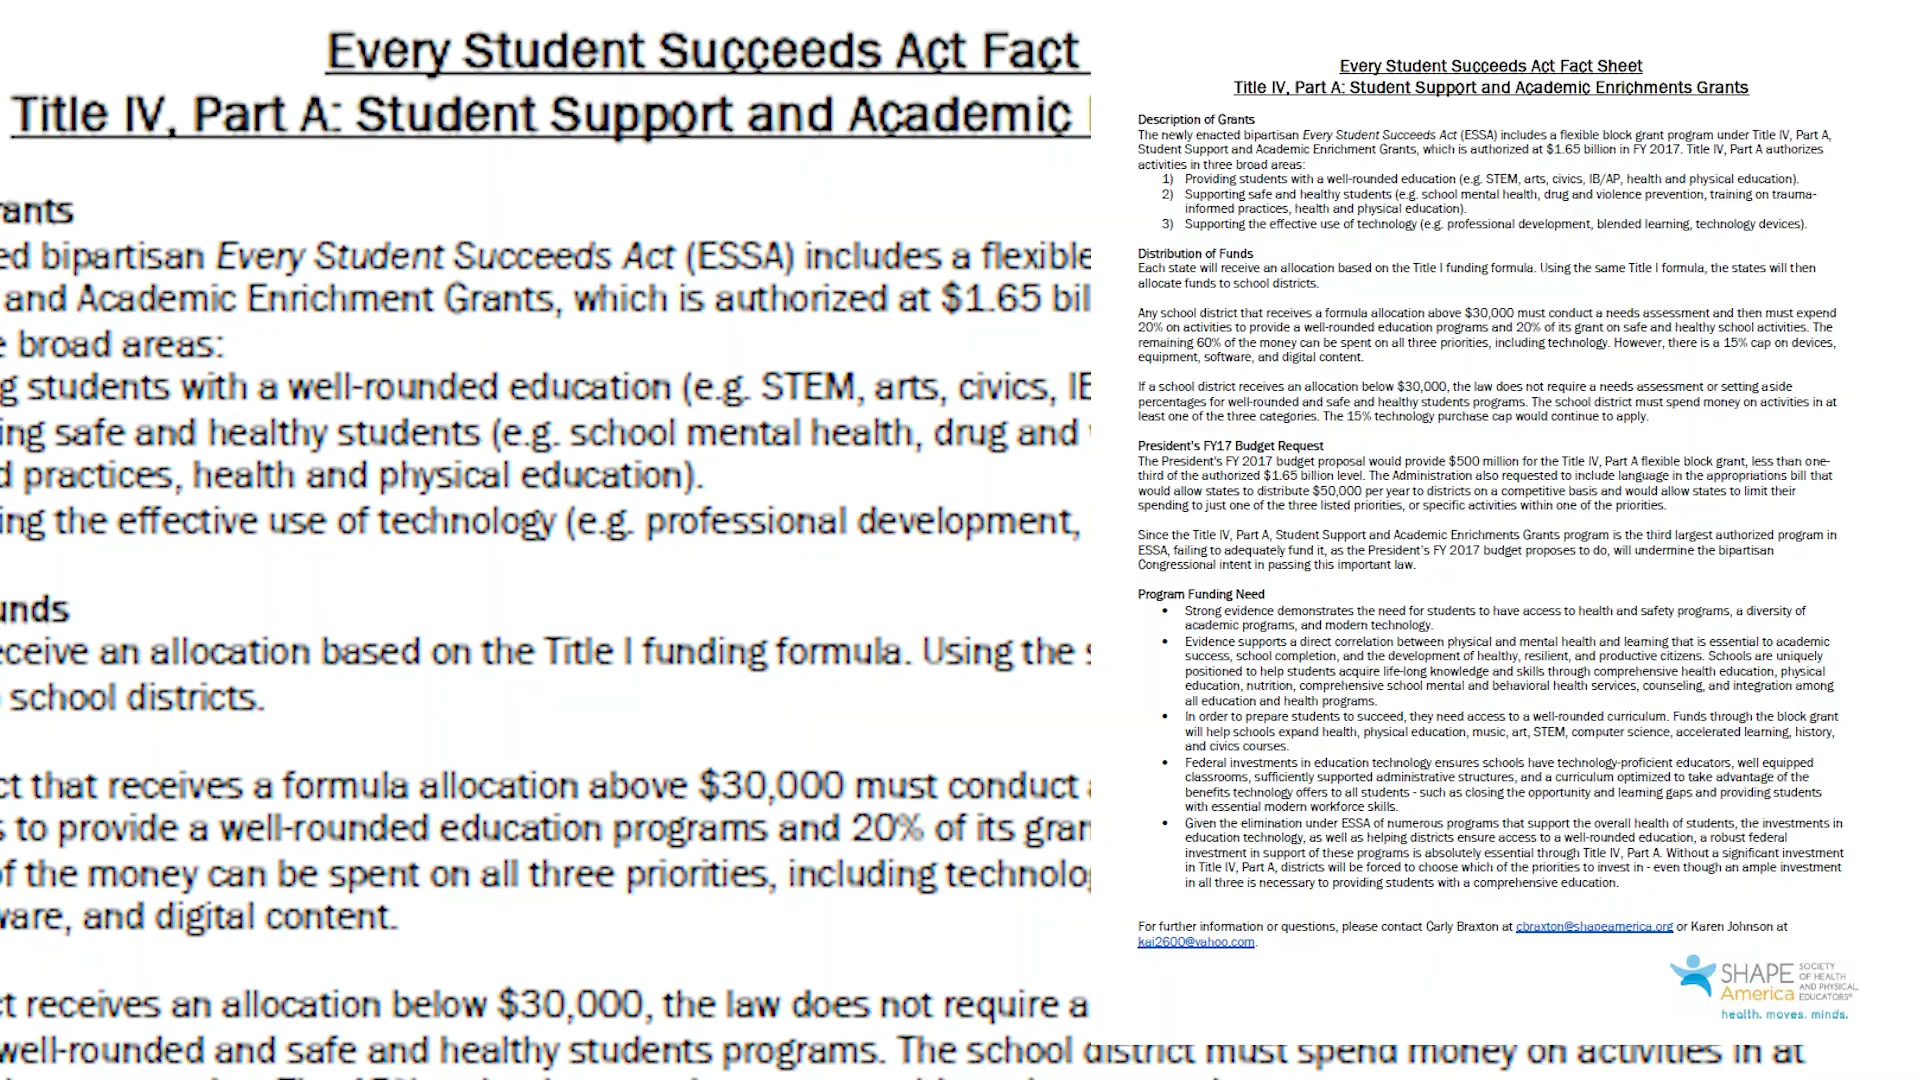 Every Student Succeeds Act Fact
Title IV, Part A: Student Support and Academic
rants
ed bipartisan Every Student Succeeds Act (ESSA) includes a flexible
and Academic Enrichment Grants, which is authorized at $1.65 bil
e broad areas:
g students with a well-rounded education (e.g. STEM, arts, civics, IB
ing safe and healthy students (e.g. school mental health, drug and
d practices, health and physical education).
ing the effective use of technology (e.g. professional development,
unds
eceive an allocation based on the Title I funding formula. Using the s
school districts.
ct that receives a formula allocation above $30,000 must conduct
s to provide a well-rounded education programs and 20% of its gran
of the money can be spent on all three priorities, including technolog
ware, and digital content.
ct receives an allocation below $30,000, the law does not require a
well-rounded and safe and healthy students programs. The school district must spend money on activities in at
Every Student Succeeds Act Fact Sheet
Title IV, Part A: Student Support and Academic Enrichments Grants
Description of Grants
The newly enacted bipartisan Every Student Succeeds Act (ESSA) includes a flexible block grant program under Title IV, Part A,
Student Support and Academic Enrichment Grants, which is authorized at $1.65 billion in FY 2017. Title IV, Part A authorizes
activities in three broad areas:
1) Providing students with a well-rounded education (e.g. STEM, arts, civics, IB/AP, health and physical education).
2) Supporting safe and healthy students (e.g. school mental health, drug and violence prevention, training on trauma-
informed practices, health and physical education).
3) Supporting the effective use of technology (e.g. professional development, blended learning, technology devices).
Distribution of Funds
Each state will receive an allocation based on the Title I funding formula. Using the same Title I formula, the states will then
allocate funds to school districts.
Any school district that receives a formula allocation above $30,000 must conduct a needs assessment and then must expend
20% on activities to provide a well-rounded education programs and 20% of its grant on safe and healthy school activities. The
remaining 60% of the money can be spent on all three priorities, including technology. However, there is a 15% cap on devices,
equipment, software, and digital content.
If a school district receives an allocation below $30,000, the law does not require a needs assessment or setting aside
percentages for well-rounded and safe and healthy students programs. The school district must spend money on activities in at
least one of the three categories. The 15% technology purchase cap would continue to apply.
President's FY17 Budget Request
The President's FY 2017 budget proposal would provide $500 million for the Title IV, Part A flexible block grant, less than one-
third of the authorized $1.65 billion level. The Administration also requested to include language in the appropriations bill that
would allow states to distribute $50,000 per year to districts on a competitive basis and would allow states to limit their
spending to just one of the three listed priorities, or specific activities within one of the priorities.
Since the Title IV, Part A, Student Support and Academic Enrichments Grants program is the third largest authorized program in
ESSA, failing to adequately fund it, as the President's FY 2017 budget proposes to do, will undermine the bipartisan
Congressional intent in passing this important law.
Program Funding Need
• Strong evidence demonstrates the need for students to have access to health and safety programs, a diversity of
academic programs, and modern technology.
• Evidence supports a direct correlation between physical and mental health and learning that is essential to academic
success, school completion, and the development of healthy, resilient, and productive citizens. Schools are uniquely
positioned to help students acquire life-long knowledge and skills through comprehensive health education, physical
education, nutrition, comprehensive school mental and behavioral health services, counseling, and integration among
all education and health programs.
• In order to prepare students to succeed, they need access to a well-rounded curriculum. Funds through the block grant
will help schools expand health, physical education, music, art, STEM, computer science, accelerated learning, history,
and civics courses.
• Federal investments in education technology ensures schools have technology-proficient educators, well equipped
classrooms, sufficiently supported administrative structures, and a curriculum optimized to take advantage of the
benefits technology offers to all students - such as closing the opportunity and learning gaps and providing students
with essential modern workforce skills.
• Given the elimination under ESSA of numerous programs that support the overall health of students, the investments in
education technology, as well as helping districts ensure access to a well-rounded education, a robust federal
investment in support of these programs is absolutely essential through Title IV, Part A. Without a significant investment
in Title IV, Part A, districts will be forced to choose which of the priorities to invest in - even though an ample investment
in all three is necessary to providing students with a comprehensive education.
For further information or questions, please contact Carly Braxton at cbraxton@shapeamerica.org or Karen Johnson at
kai2600@yahoo.com.
SHAPE America
SOCIETY
OF HEALTH
AND PHYSICAL
EDUCATORS®
health. moves. minds.